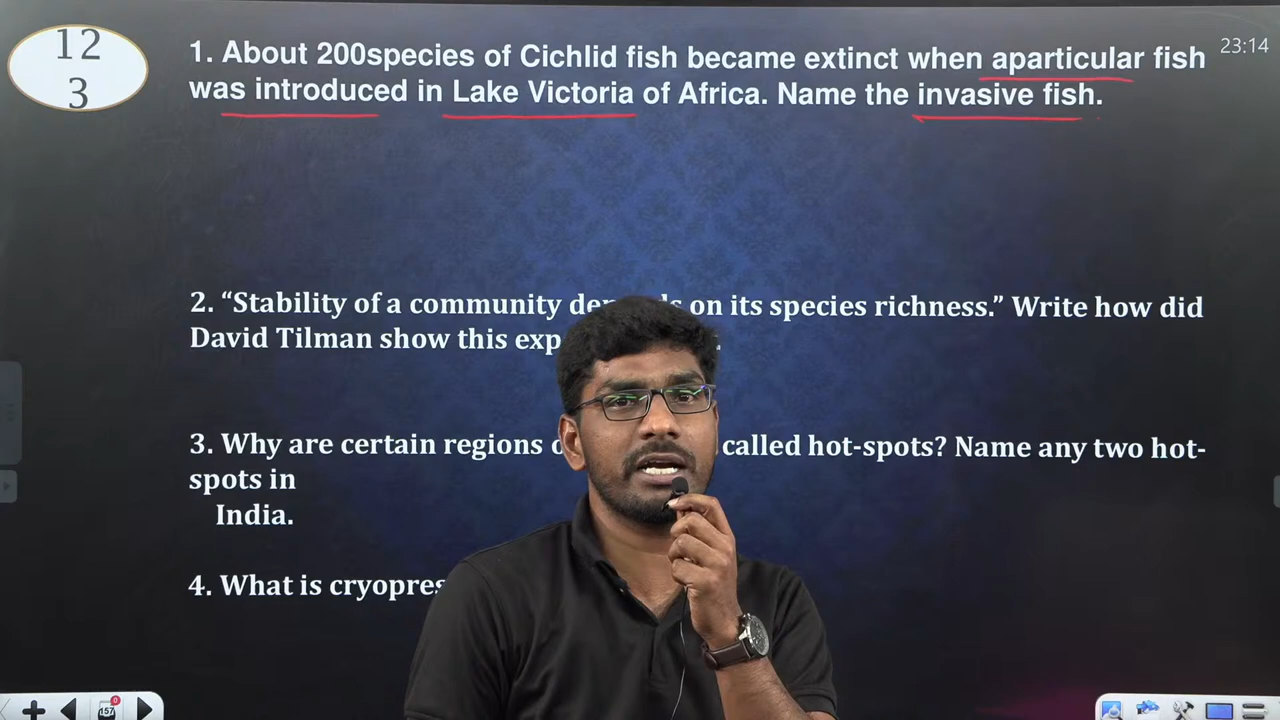 12
3
1. About 200species of Cichlid fish became extinct when aparticular fish
23:14
was introduced in Lake Victoria of Africa. Name the invasive fish.
2. “Stability of a community on its species richness.” Write how did
David Tilman show this
3. Why are certain regions called hot-spots? Name any two hot-
spots in
India.
4. What is
157
0